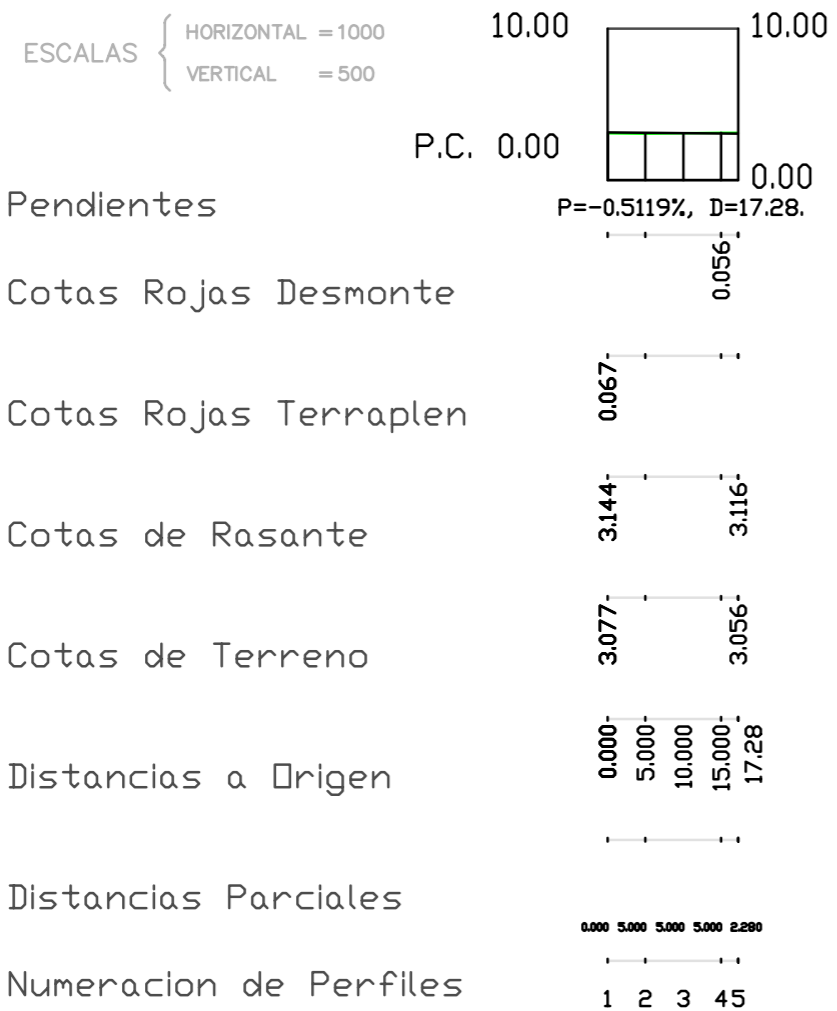 ESCALAS
HORIZONTAL = 1000
VERTICAL = 500
10.00 10.00
P.C. 0.00
0.00
Pendientes P=-0.5119%, D=17.28.
Cotas Rojas Desmonte 0.056
Cotas Rojas Terraplen 0.067
Cotas de Rasante 3.144 3.116
Cotas de Terreno 3.077 3.056
Distancias a Origen 0.000 5.000 10.000 15.000 17.28
Distancias Parciales 0.000 5.000 5.000 5.000 2.280
Numeracion de Perfiles 1 2 3 4 5